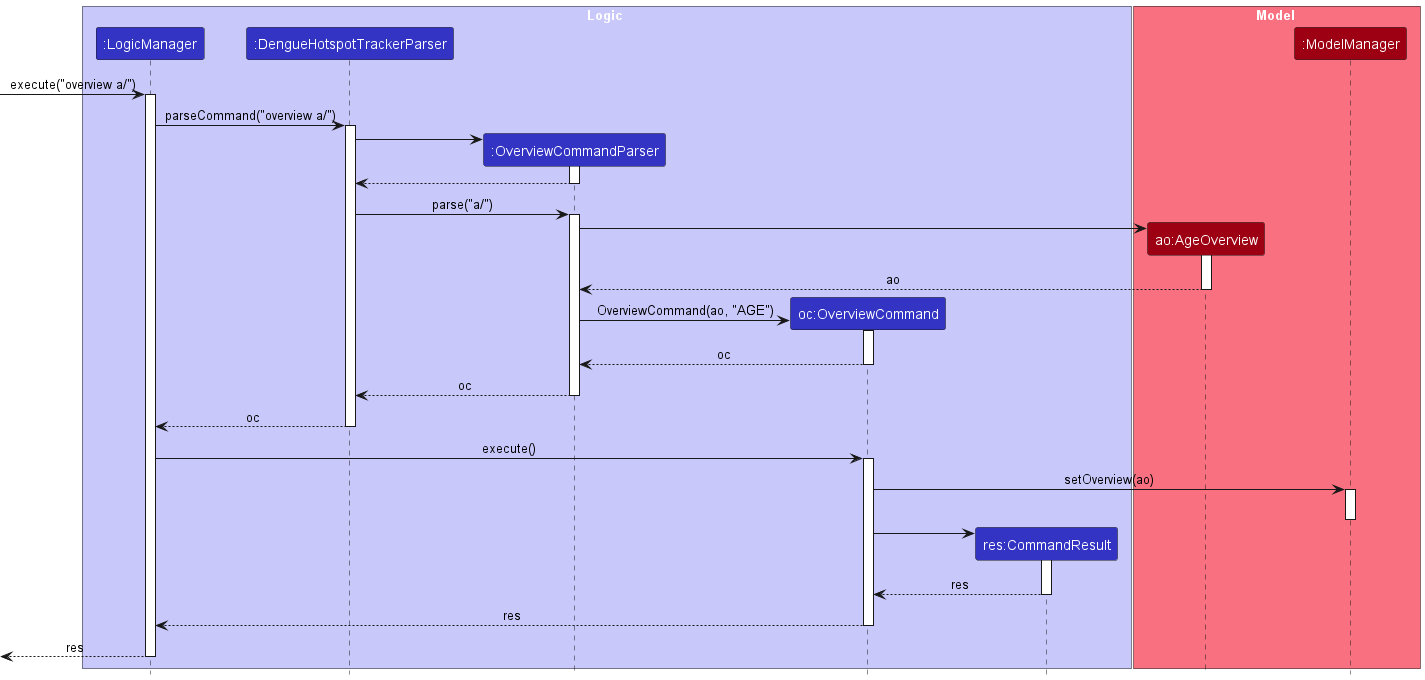 Logic
Model
:LogicManager
:DengueHotspotTrackerParser
:ModelManager
execute("overview a/")
parseCommand("overview a/")
:OverviewCommandParser
parse("a/")
ao:AgeOverview
ao
OverviewCommand(ao, "AGE")
oc:OverviewCommand
oc
oc
oc
execute()
setOverview(ao)
res:CommandResult
res
res
res